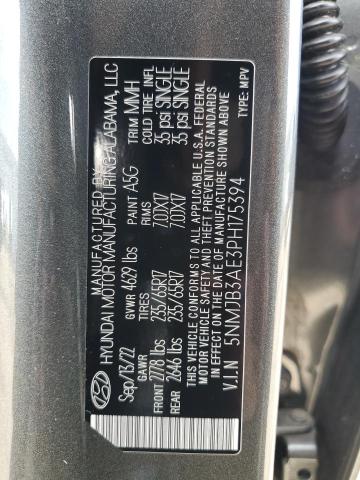 MANUFACTURED BY
HYUNDAI MOTOR MANUFACTURING ALABAMA, LLC
Sep/13/22 GVWR 4629 lbs PAINT A5G TRIM MMH
GAWR TIRES RIMS COLD TIRE INFL
FRONT 2778 lbs 235/65R17 7.00X17 35 psi SINGLE
REAR 2646 lbs 235/65R17 7.00X17 35 psi SINGLE
THIS VEHICLE CONFORMS TO ALL APPLICABLE U.S.A. FEDERAL
MOTOR VEHICLE SAFETY, BUMPER AND THEFT PREVENTION STANDARDS
IN EFFECT ON THE DATE OF MANUFACTURE SHOWN ABOVE
V.I.N 5NMJB3AE3PH175394 TYPE: MPV